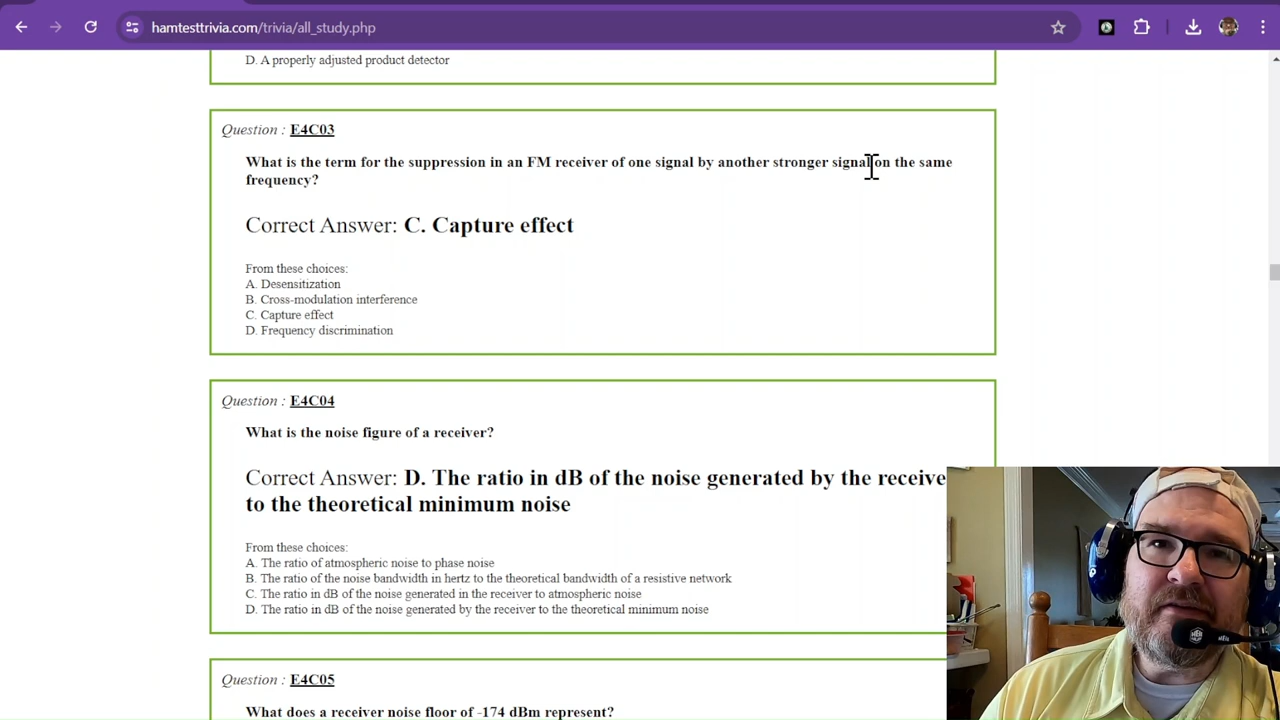 hamtesttrivia.com/trivia/all_study.php
D. A properly adjusted product detector
Question : E4C03
What is the term for the suppression in an FM receiver of one signal by another stronger signal on the same
frequency?
Correct Answer: C. Capture effect
From these choices:
A. Desensitization
B. Cross-modulation interference
C. Capture effect
D. Frequency discrimination
Question : E4C04
What is the noise figure of a receiver?
Correct Answer: D. The ratio in dB of the noise generated by the receive
to the theoretical minimum noise
From these choices:
A. The ratio of atmospheric noise to phase noise
B. The ratio of the noise bandwidth in hertz to the theoretical bandwidth of a resistive network
C. The ratio in dB of the noise generated in the receiver to atmospheric noise
D. The ratio in dB of the noise generated by the receiver to the theoretical minimum noise
Question : E4C05
What does a receiver noise floor of -174 dBm represent?